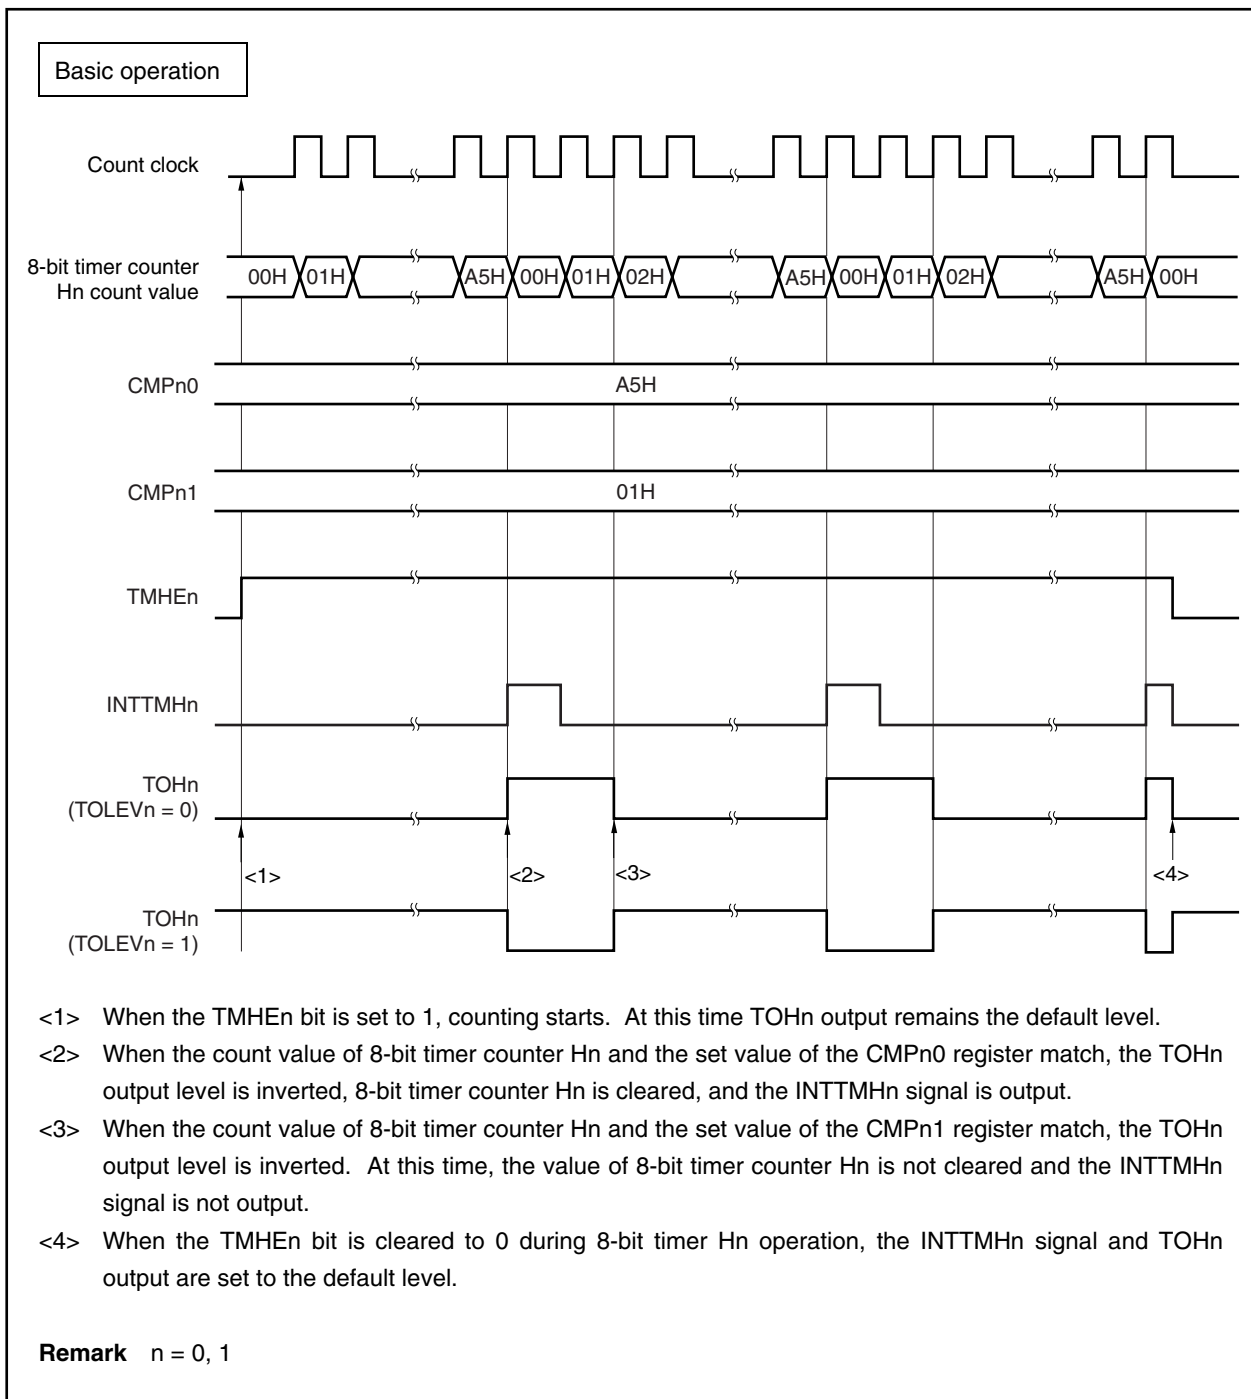 Basic operation
Count clock
8-bit timer counter
Hn count value
00H 01H A5H 00H 01H 02H A5H 00H 01H 02H A5H 00H
CMPn0
A5H
CMPn1
01H
TMHEn
INTTMHn
TOHn
(TOLEVn = 0)
<1> <2> <3> <4>
TOHn
(TOLEVn = 1)
<1> When the TMHEn bit is set to 1, counting starts. At this time TOHn output remains the default level.
<2> When the count value of 8-bit timer counter Hn and the set value of the CMPn0 register match, the TOHn
output level is inverted, 8-bit timer counter Hn is cleared, and the INTTMHn signal is output.
<3> When the count value of 8-bit timer counter Hn and the set value of the CMPn1 register match, the TOHn
output level is inverted. At this time, the value of 8-bit timer counter Hn is not cleared and the INTTMHn
signal is not output.
<4> When the TMHEn bit is cleared to 0 during 8-bit timer Hn operation, the INTTMHn signal and TOHn
output are set to the default level.
Remark n = 0, 1